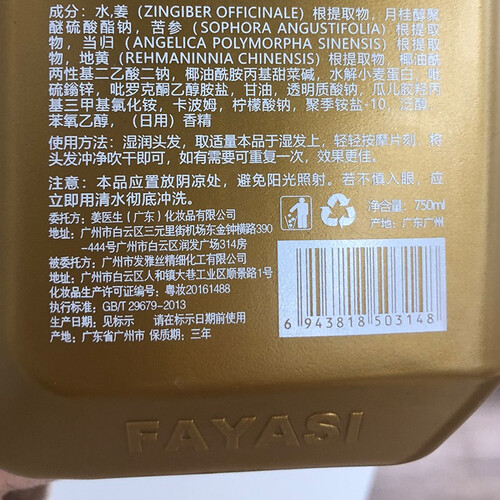 成分：水、姜（ZINGIBER OFFICINALE）根提取物，月桂醇聚
醚硫酸酯钠，苦参（SOPHORA ANGUSTIFOLIA）根提取
物，当归（ANGELICA POLYMORPHA SINENSIS）根提取
物，地黄（REHMANINNIA CHINENSIS）根提取物，椰油酰
两性基二乙酸二钠，椰油酰胺丙基甜菜碱，水解小麦蛋白，吡
硫鎓锌，吡罗克酮乙醇胺盐，甘油，透明质酸钠，瓜儿胶羟丙
基三甲基氯化铵，卡波姆，柠檬酸钠，聚季铵盐-10，泛醇，
苯氧乙醇，（日用）香精
使用方法：湿润头发，取适量本品于湿发上，轻轻按摩片刻，将
头发冲净吹干即可，如有需要可重复一次，效果更佳。
注意：本品应置放阴凉处，避免阳光照射。若不慎入眼，应
立即用清水彻底冲洗。
委托方：姜医生（广东）化妆品有限公司
地址：广州市白云区三元里街机场东金钟横路390
-444号广州市白云区润发广场314房
被委托方：广州市发雅丝精细化工有限公司
地址：广州市白云区人和镇大巷工业区顺景路1号
化妆品生产许可证编号：粤妆20161488
执行标准：GB/T 29679-2013
生产日期：见标示 请在标示日期前使用
产地：广东省广州市 保质期：三年
净含量：750ml
产地：广东广州
6 943818 503148
FAYASI